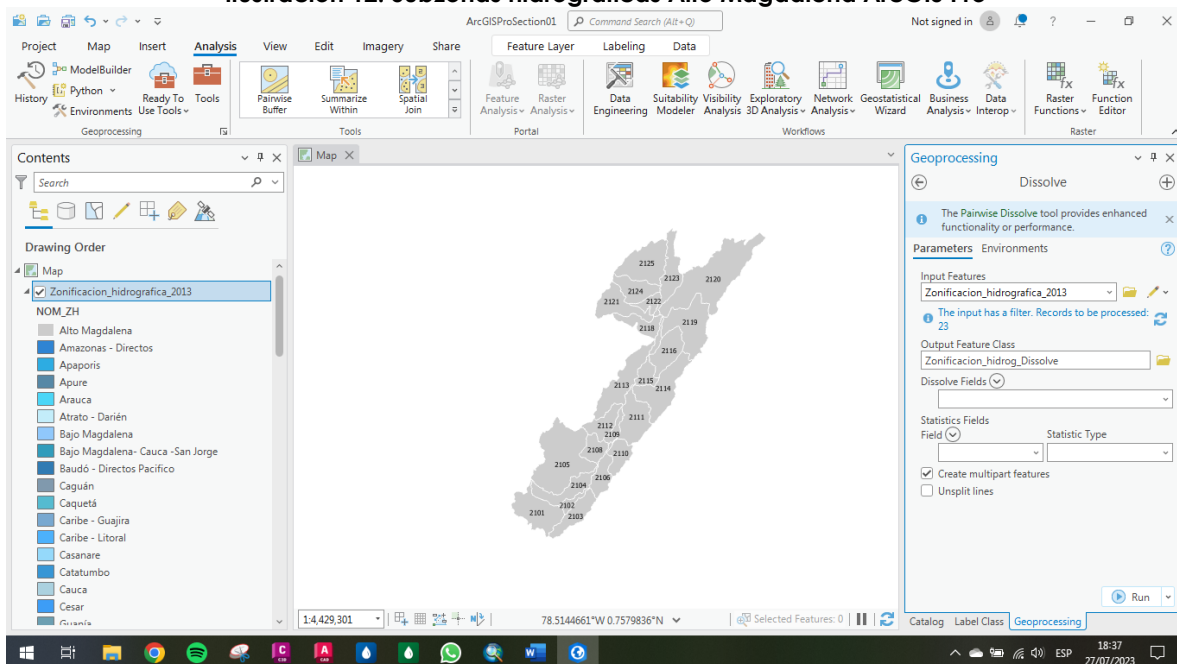 ArcGISProSection01
Command Search (Alt+Q)
Not signed in
?
Project Map Insert Analysis View Edit Imagery Share Feature Layer Labeling Data
History
ModelBuilder
Python
Environments
Ready To Use Tools
Tools
Geoprocessing
Pairwise Buffer
Summarize Within
Spatial Join
Tools
Feature Analysis
Raster Analysis
Portal
Data Engineering
Suitability Modeler
Visibility Analysis
Exploratory 3D Analysis
Network Analysis
Geostatistical Wizard
Business Analysis
Data Interop
Workflows
Raster Functions
Function Editor
Raster
Contents
Search
Drawing Order
Map
Zonificacion_hidrografica_2013
NOM_ZH
Alto Magdalena
Amazonas - Directos
Apaporis
Apure
Arauca
Atrato - Darién
Bajo Magdalena
Bajo Magdalena- Cauca -San Jorge
Baudó - Directos Pacifico
Caguán
Caquetá
Caribe - Guajira
Caribe - Litoral
Casanare
Catatumbo
Cauca
Cesar
Map
2125
2123
2120
2124
2121
2122
2119
2118
2116
2113
2115
2114
2111
2112
2109
2108
2110
2105
2106
2104
2102
2101
2103
1:4,429,301
78.5144661°W 0.7579836°N
Selected Features: 0
Geoprocessing
Dissolve
The Pairwise Dissolve tool provides enhanced
functionality or performance.
Parameters Environments
?
Input Features
Zonificacion_hidrografica_2013
The input has a filter. Records to be processed:
23
Output Feature Class
Zonificacion_hidrog_Dissolve
Dissolve Fields
Statistics Fields
Field Statistic Type
Create multipart features
Unsplit lines
Run
Catalog Label Class Geoprocessing
ESP
18:37
27/07/2023